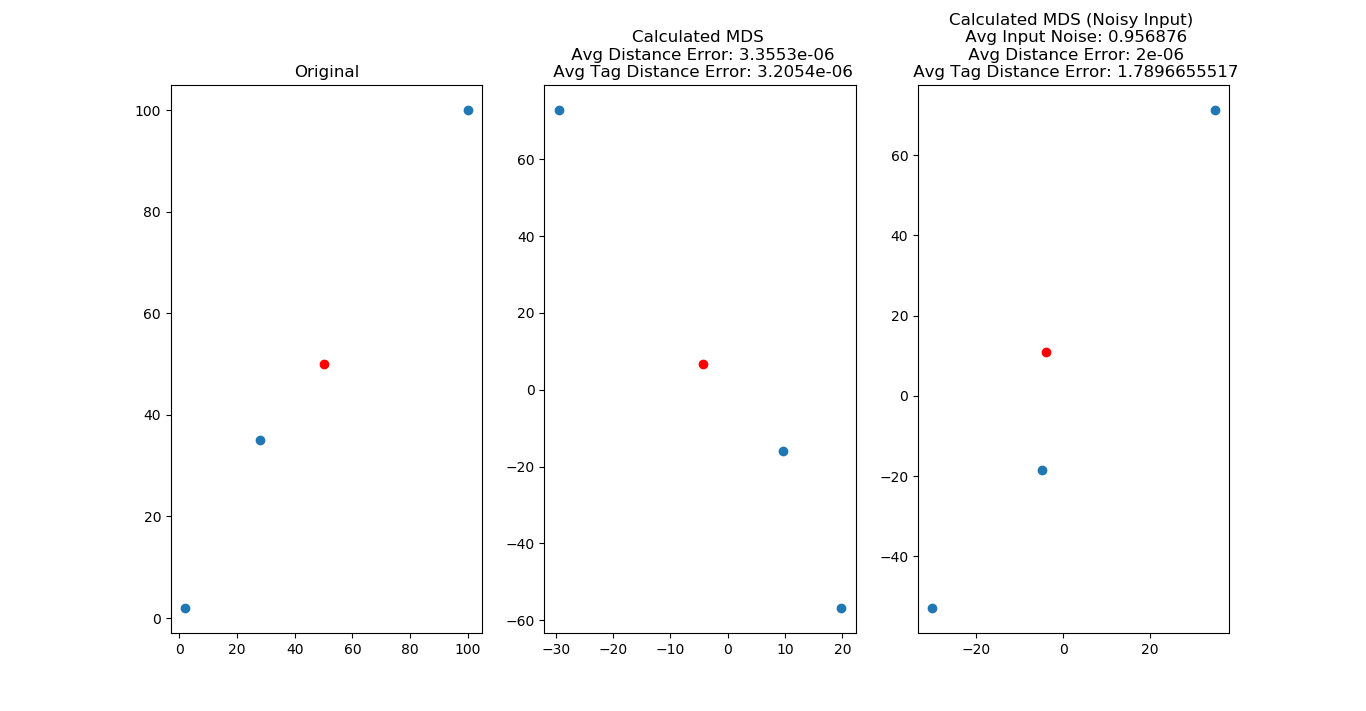 Original
100
80
60
40
20
0
0 20 40 60 80 100
Calculated MDS
Avg Distance Error: 3.3553e-06
Avg Tag Distance Error: 3.2054e-06
60
40
20
0
−20
−40
−60
−30 −20 −10 0 10 20
Calculated MDS (Noisy Input)
Avg Input Noise: 0.956876
Avg Distance Error: 2e-06
Avg Tag Distance Error: 1.7896655517
60
40
20
0
−20
−40
−20 0 20